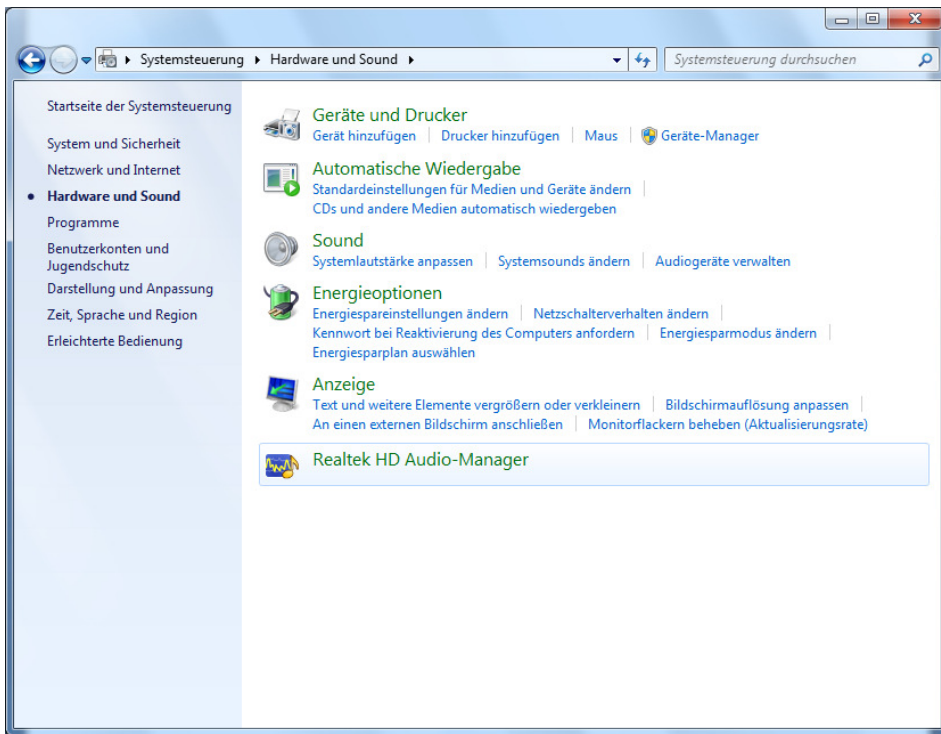 Systemsteuerung Hardware und Sound Systemsteuerung durchsuchen
Startseite der Systemsteuerung
System und Sicherheit
Netzwerk und Internet
Hardware und Sound
Programme
Benutzerkonten und
Jugendschutz
Darstellung und Anpassung
Zeit, Sprache und Region
Erleichterte Bedienung
Geräte und Drucker
Gerät hinzufügen Drucker hinzufügen Maus Geräte-Manager
Automatische Wiedergabe
Standardeinstellungen für Medien und Geräte ändern
CDs und andere Medien automatisch wiedergeben
Sound
Systemlautstärke anpassen Systemsounds ändern Audiogeräte verwalten
Energieoptionen
Energiespareinstellungen ändern Netzschalterverhalten ändern
Kennwort bei Reaktivierung des Computers anfordern Energiesparmodus ändern
Energiesparplan auswählen
Anzeige
Text und weitere Elemente vergrößern oder verkleinern Bildschirmauflösung anpassen
An einen externen Bildschirm anschließen Monitorflackern beheben (Aktualisierungsrate)
Realtek HD Audio-Manager